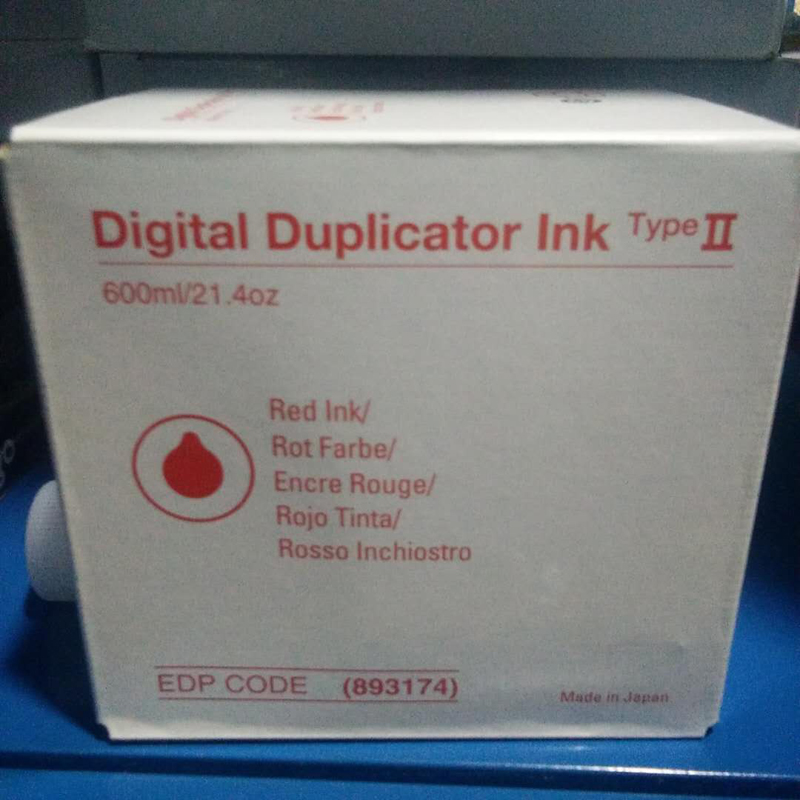 Digital Duplicator Ink Type II
600ml/21.4oz
Red Ink/
Rot Farbe/
Encre Rouge/
Rojo Tinta/
Rosso Inchiostro
EDP CODE (893174)
Made in Japan